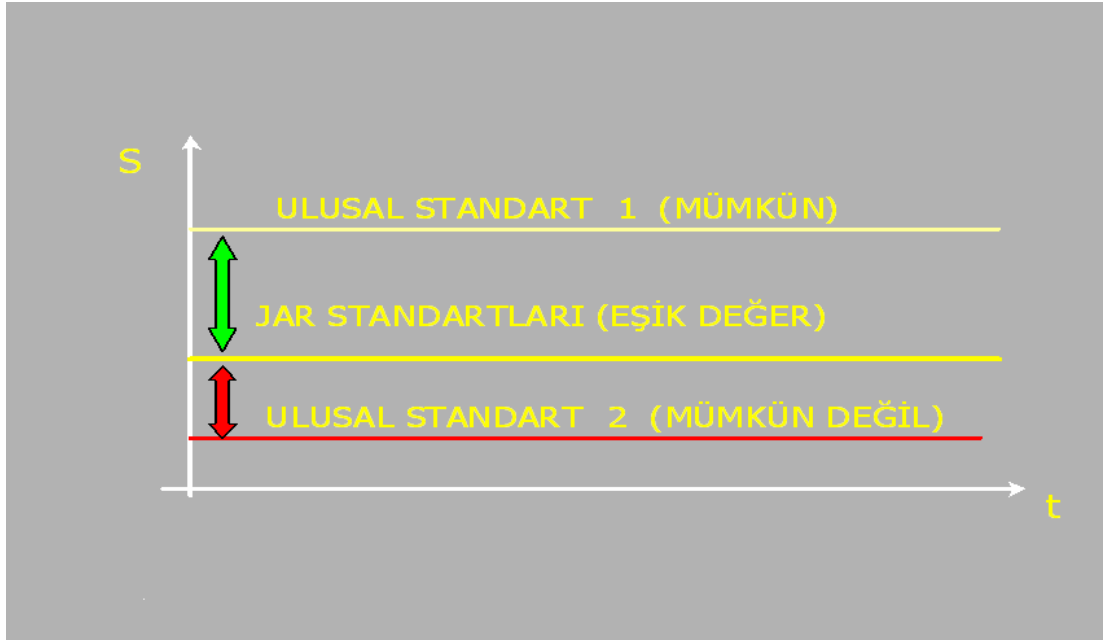 S
ULUSAL STANDART 1 (MÜMKÜN)
JAR STANDARTLARI (EŞİK DEĞER)
ULUSAL STANDART 2 (MÜMKÜN DEĞİL)
t